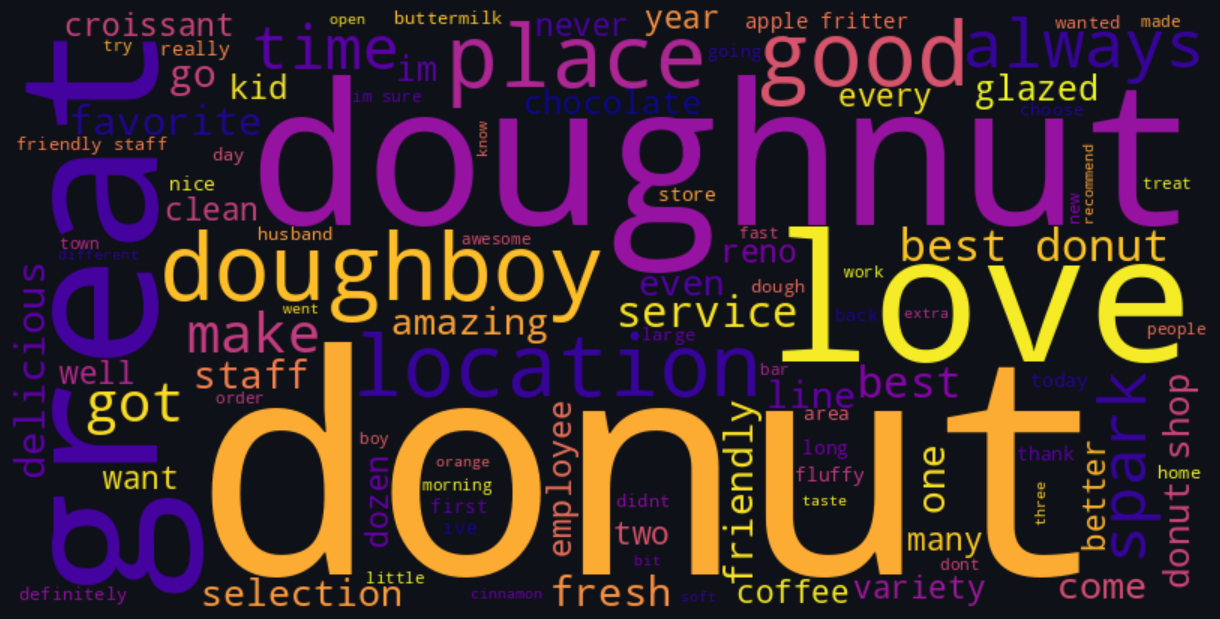 croissant
open
buttermilk
never
year
apple fritter
wanted
made
try
really
time
im
place
going
good
always
go
kid
im sure
chocolate
every
glazed
choose
favorite
great
friendly staff
day
know
doughnut
store
recommend
new
treat
nice
clean
town
different
husband
awesome
fast
reno
best donut
doughboy
even
dough
work
love
went
service
back
extra
people
delicious
make
amazing
location
large
well
staff
bar
line
best
today
spark
donut shop
got
order
donut
boy
dozen
orange
morning
first
ive
employee
didnt
two
bit
friendly
area
long
fluffy
taste
one
thank
three
better
home
want
many
dont
definitely
selection
little
cinnamon
fresh
soft
coffee
variety
come